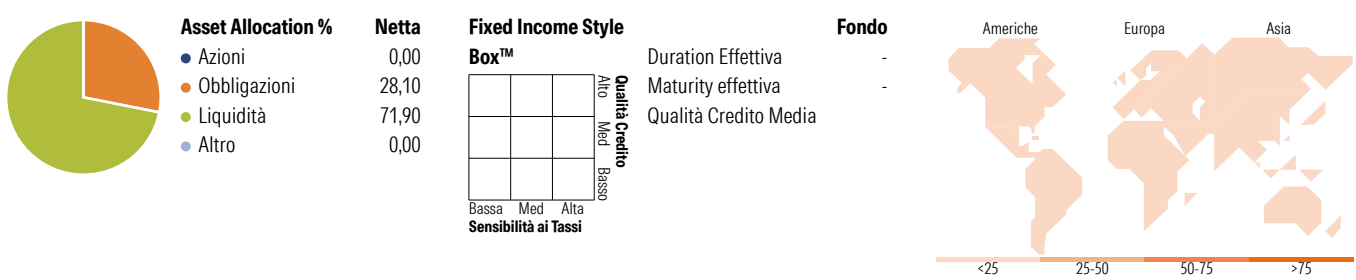 Asset Allocation % Netta
Azioni 0,00
Obbligazioni 28,10
Liquidità 71,90
Altro 0,00
Fixed Income Style Box™
Alto Med Basso
Qualità Credito
Bassa Med Alta
Sensibilità ai Tassi
Fondo
Duration Effettiva -
Maturity effettiva -
Qualità Credito Media
Americhe Europa Asia
<25 25-50 50-75 >75